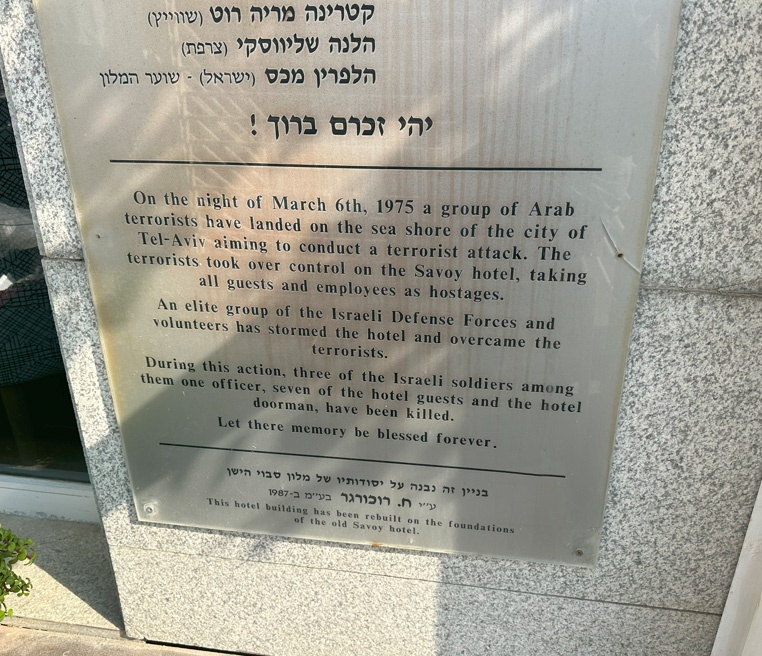 קטרינה מריה רוט (שווייץ)
הלנה שליווסקי (צרפת)
הלפרין מכס (ישראל) - שוער המלון
יהי זכרם ברוך !
On the night of March 6th, 1975 a group of Arab
terrorists have landed on the sea shore of the city of
Tel-Aviv aiming to conduct a terrorist attack. The
terrorists took over control on the Savoy hotel, taking
all guests and employees as hostages.
An elite group of the Israeli Defense Forces and
volunteers has stormed the hotel and overcame the
terrorists.
During this action, three of the Israeli soldiers among
them one officer, seven of the hotel guests and the hotel
doorman, have been killed.
Let there memory be blessed forever.
בניין זה נבנה על יסודותיו של מלון סבוי הישן
ע״י ח. רוכורגר בע״מ ב-1987
This hotel building has been rebuilt on the foundations
of the old Savoy hotel.